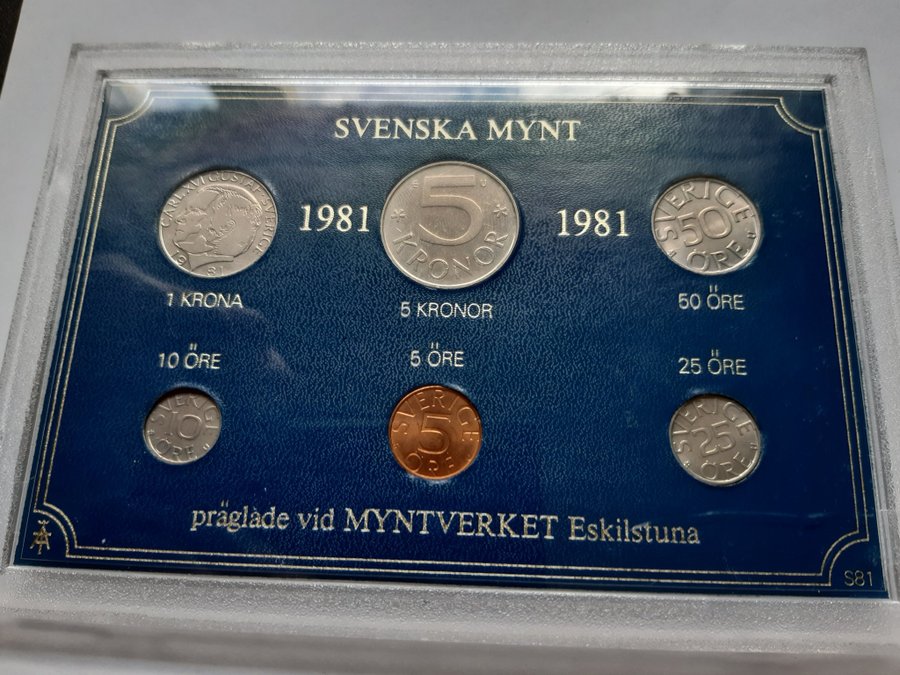 SVENSKA MYNT
CARL XVI GUSTAF SVERIGE
1981
1981
5
KRONOR
1981
SVERIGE
50
ÖRE
1 KRONA
5 KRONOR
50 ÖRE
10 ÖRE
5 ÖRE
25 ÖRE
SVERIGE
10
ÖRE
SVERIGE
5
ÖRE
SVERIGE
25
ÖRE
präglade vid MYNTVERKET Eskilstuna
S81